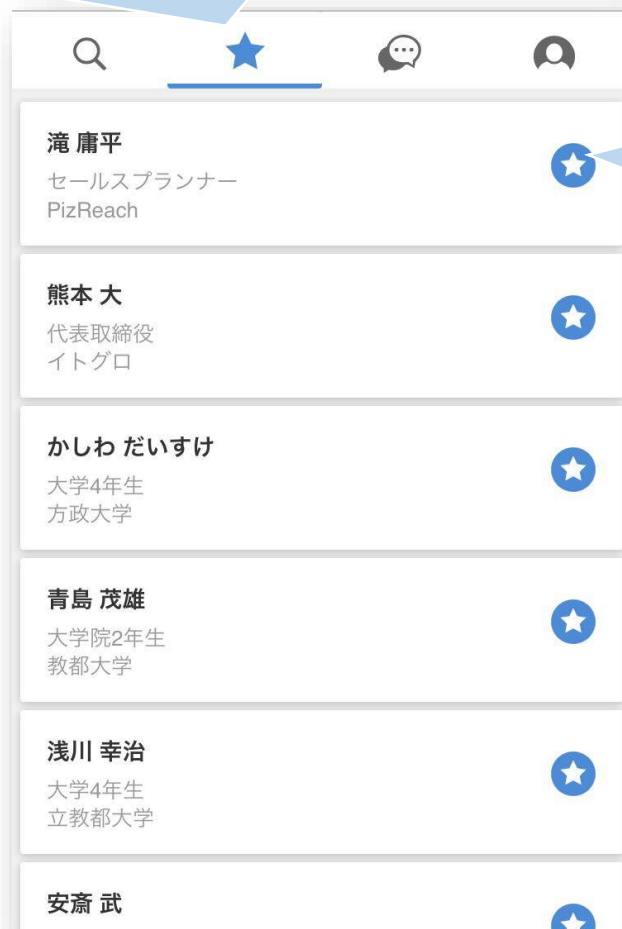 滝 庸平
セールスプランナー
PizReach
熊本 大
代表取締役
イトグロ
かしわ だいすけ
大学4年生
方政大学
青島 茂雄
大学院2年生
教都大学
浅川 幸治
大学4年生
立教都大学
安斎 武